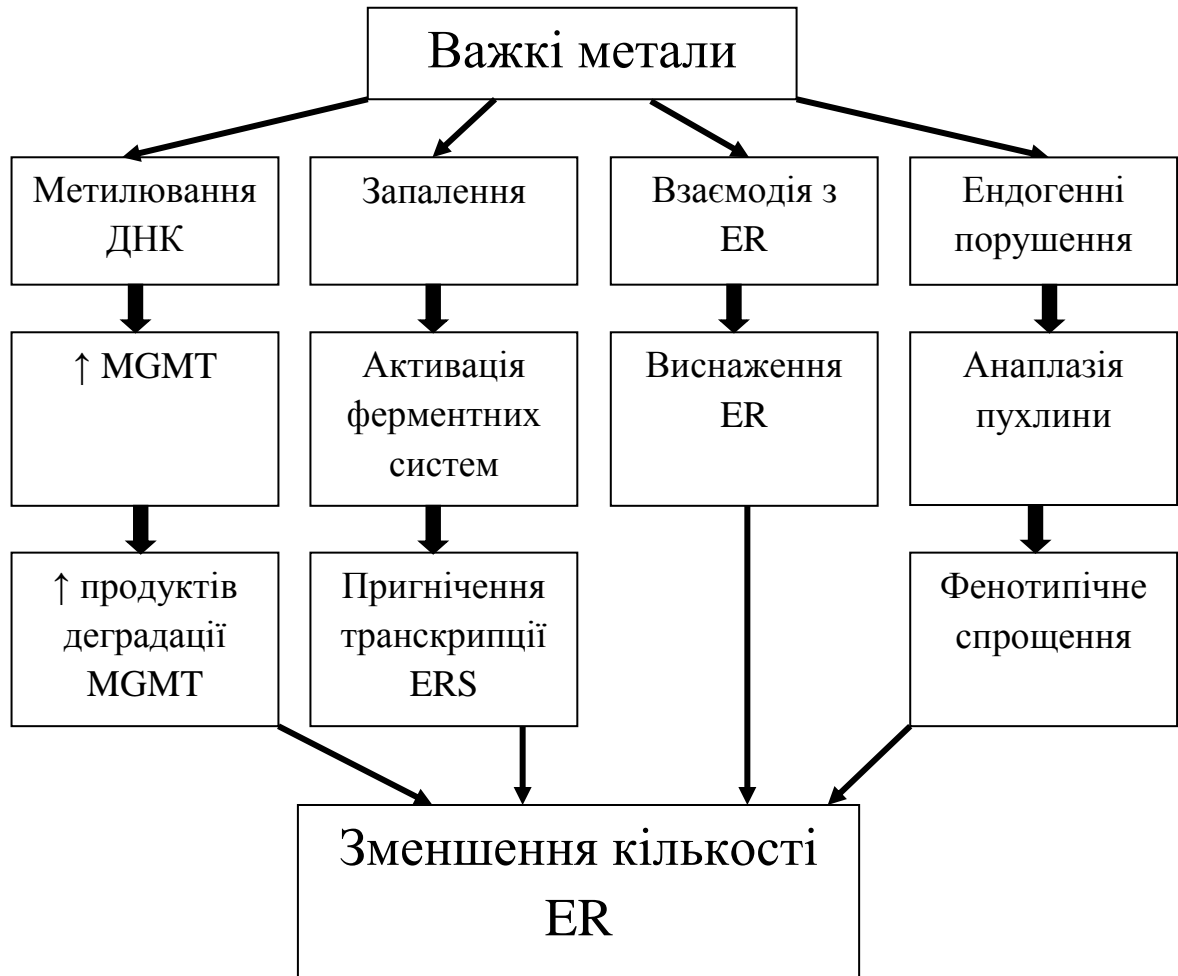 Важкі метали
Метилювання
ДНК
Запалення
Взаємодія з
ER
Ендогенні
порушення
↑ MGMT
Активація
ферментних
систем
Виснаження
ER
Анаплазія
пухлини
↑ продуктів
деградації
MGMT
Пригнічення
транскрипції
ERS
Фенотипічне
спрощення
Зменшення кількості
ER